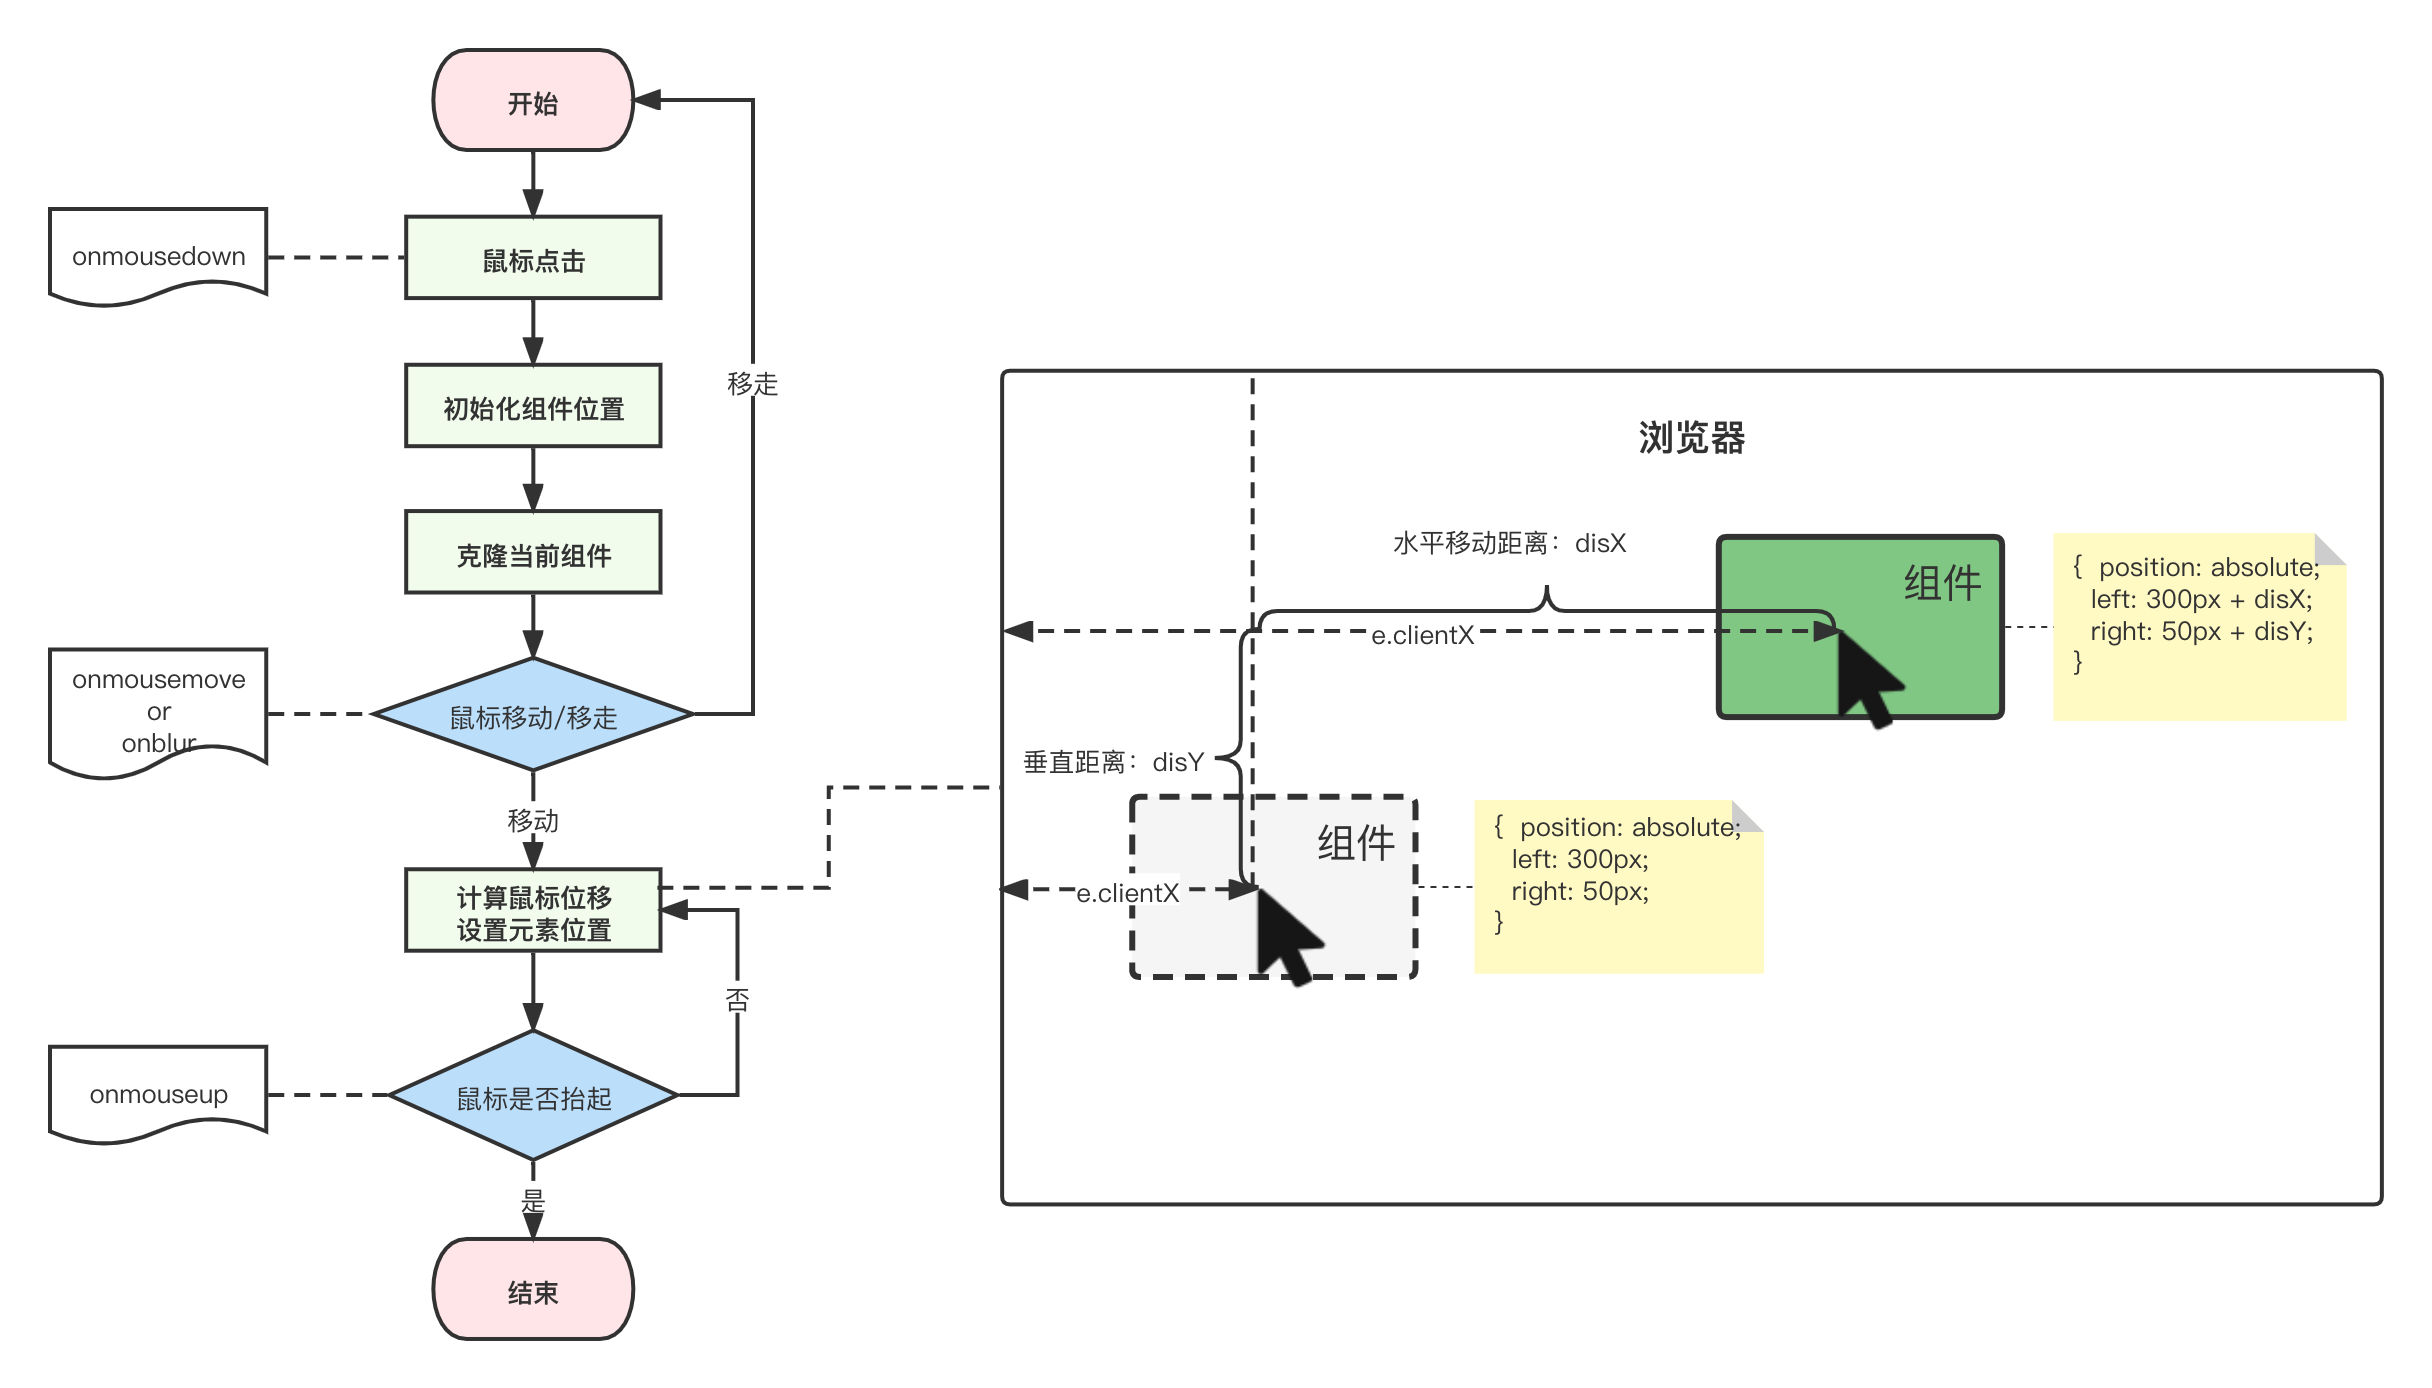 开始
onmousedown
鼠标点击
初始化组件位置
移走
克隆当前组件
onmousemove
or
onblur
鼠标移动/移走
移动
计算鼠标位移
设置元素位置
否
onmouseup
鼠标是否抬起
是
结束
浏览器
水平移动距离：disX
组件
{  position: absolute;
left: 300px + disX;
right: 50px + disY;
}
e.clientX
垂直距离：disY
组件
{  position: absolute;
left: 300px;
right: 50px;
}
e.clientX